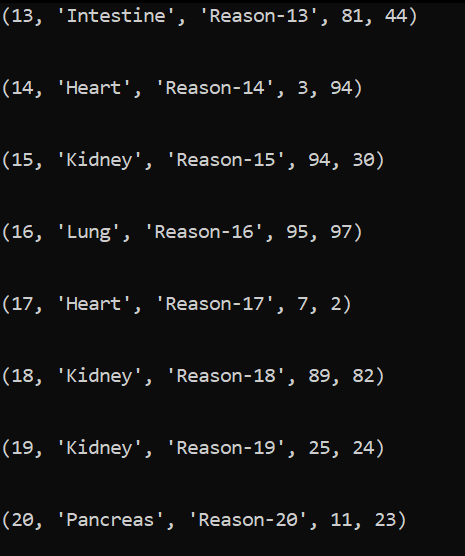 (13, 'Intestine', 'Reason-13', 81, 44)
(14, 'Heart', 'Reason-14', 3, 94)
(15, 'Kidney', 'Reason-15', 94, 30)
(16, 'Lung', 'Reason-16', 95, 97)
(17, 'Heart', 'Reason-17', 7, 2)
(18, 'Kidney', 'Reason-18', 89, 82)
(19, 'Kidney', 'Reason-19', 25, 24)
(20, 'Pancreas', 'Reason-20', 11, 23)